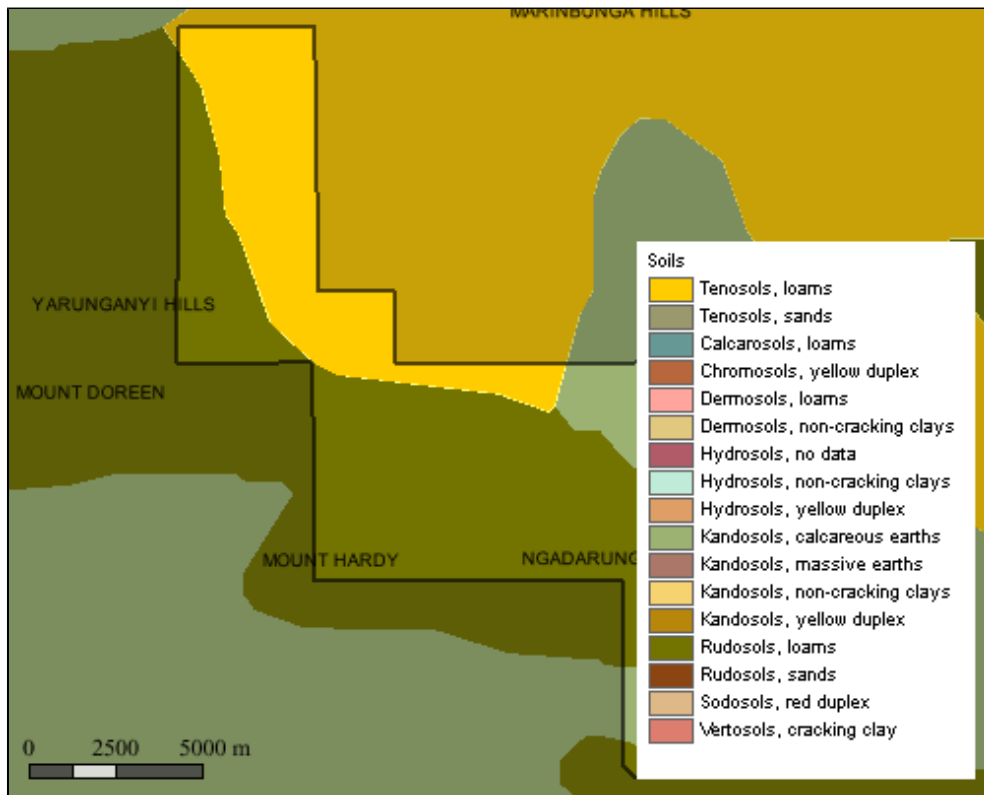 MARINBUNGA HILLS
YARUNGANYI HILLS
MOUNT DOREEN
MOUNT HARDY
NGADARUNG
Soils
Tenosols, loams
Tenosols, sands
Calcarosols, loams
Chromosols, yellow duplex
Dermosols, loams
Dermosols, non-cracking clays
Hydrosols, no data
Hydrosols, non-cracking clays
Hydrosols, yellow duplex
Kandosols, calcareous earths
Kandosols, massive earths
Kandosols, non-cracking clays
Kandosols, yellow duplex
Rudosols, loams
Rudosols, sands
Sodosols, red duplex
Vertosols, cracking clay
0 2500 5000 m